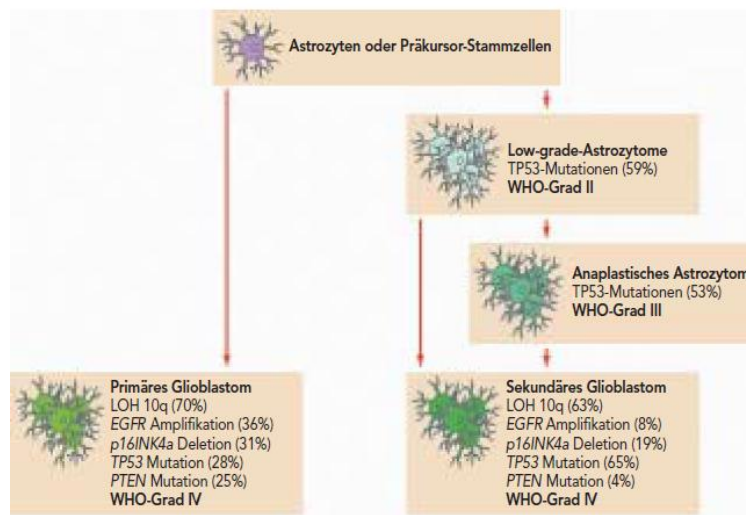 Astrozyten oder Präkursor-Stammzellen
Low-grade-Astrozytome
TP53-Mutationen (59%)
WHO-Grad II
Anaplastisches Astrozytom
TP53-Mutationen (53%)
WHO-Grad III
Primäres Glioblastom
LOH 10q (70%)
EGFR Amplifikation (36%)
p16INK4a Deletion (31%)
TP53 Mutation (28%)
PTEN Mutation (25%)
WHO-Grad IV
Sekundäres Glioblastom
LOH 10q (63%)
EGFR Amplifikation (8%)
p16INK4a Deletion (19%)
TP53 Mutation (65%)
PTEN Mutation (4%)
WHO-Grad IV